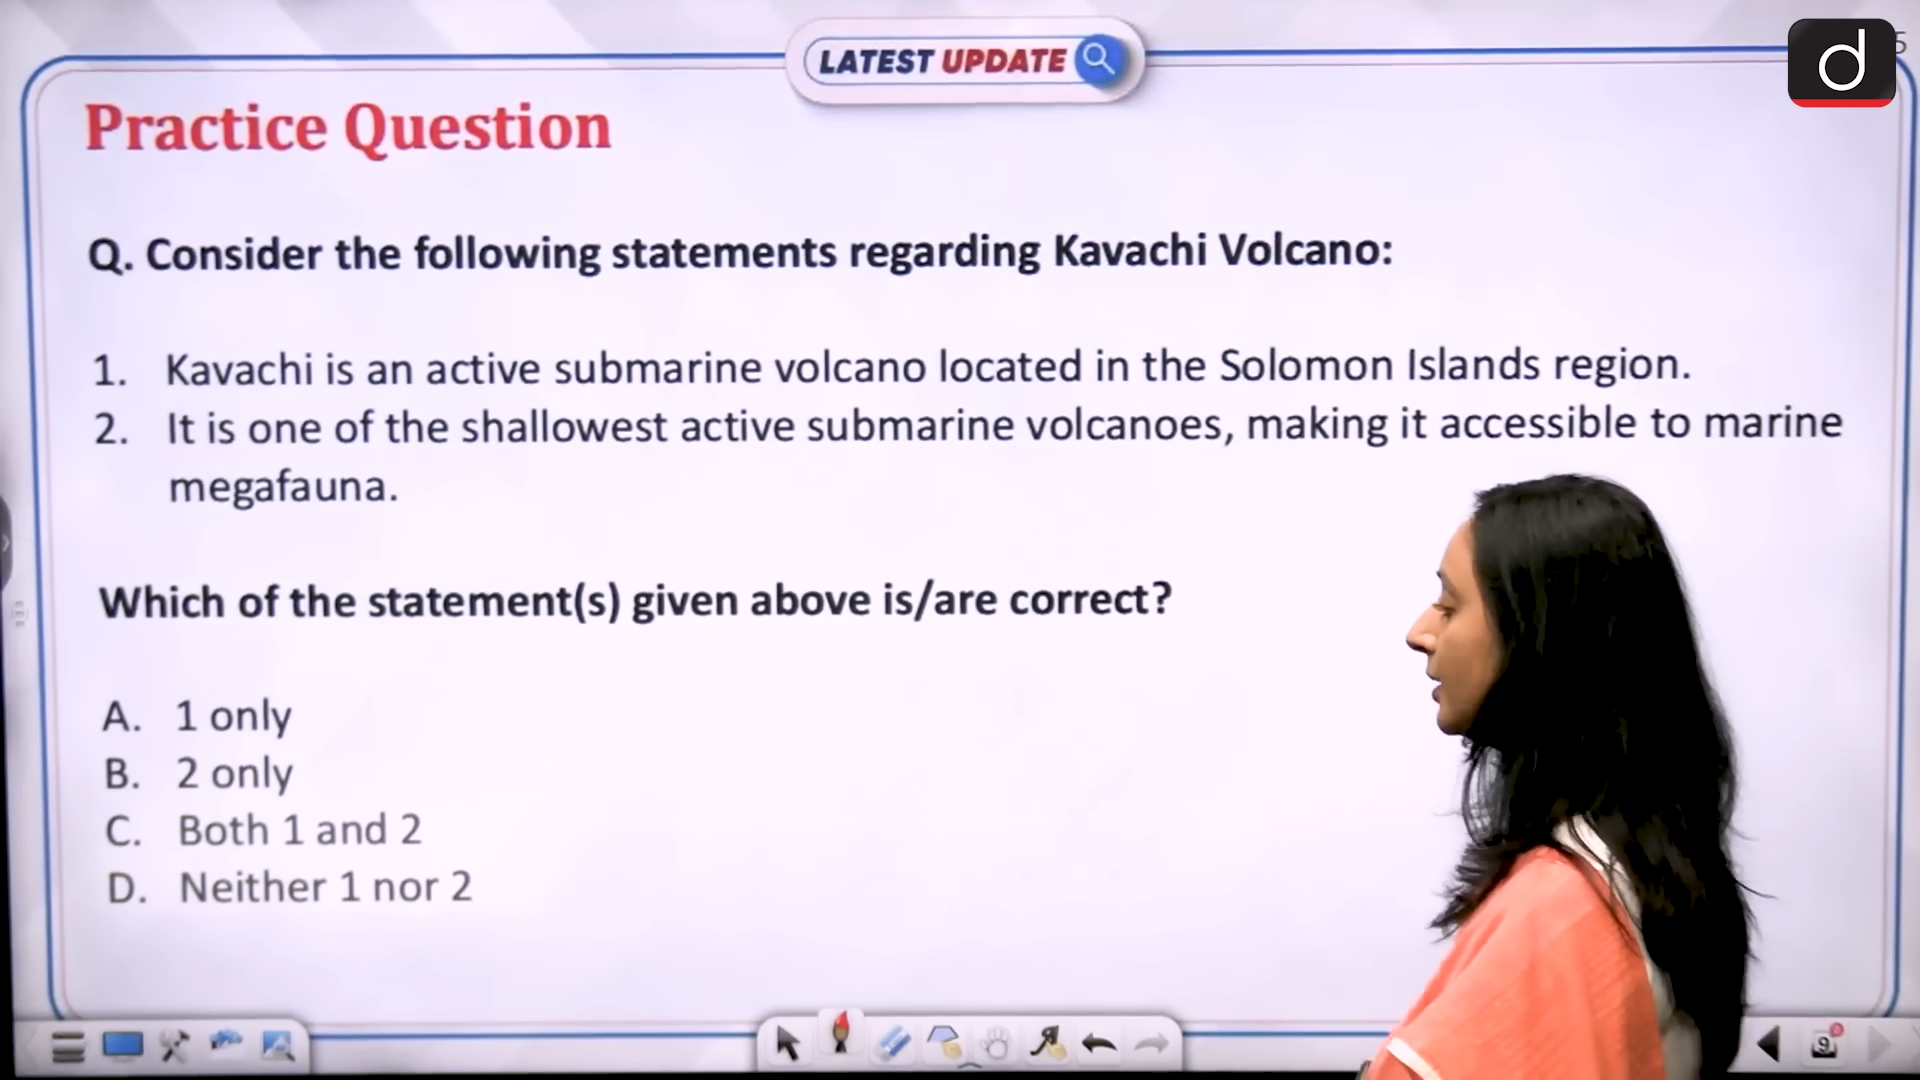 LATEST UPDATE
d
5
Practice Question
Q. Consider the following statements regarding Kavachi Volcano:
1. Kavachi is an active submarine volcano located in the Solomon Islands region.
2. It is one of the shallowest active submarine volcanoes, making it accessible to marine
megafauna.
Which of the statement(s) given above is/are correct?
A. 1 only
B. 2 only
C. Both 1 and 2
D. Neither 1 nor 2
9